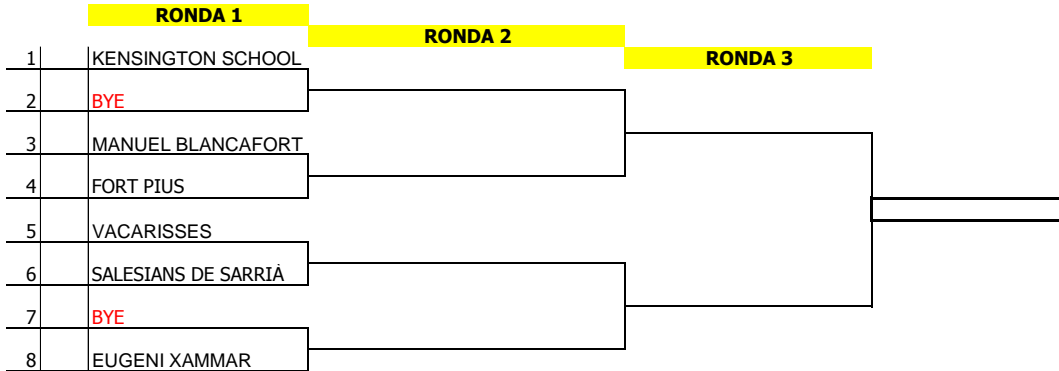 RONDA 1
RONDA 2
RONDA 3
1 KENSINGTON SCHOOL
2 BYE
3 MANUEL BLANCAFORT
4 FORT PIUS
5 VACARISSES
6 SALESIANS DE SARRIÀ
7 BYE
8 EUGENI XAMMAR